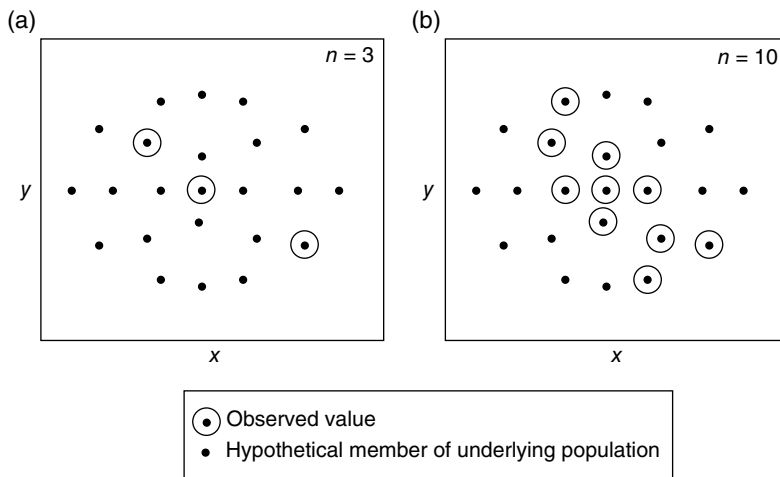 (a)
n = 3
y
x
(b)
n = 10
y
x
Observed value
Hypothetical member of underlying population